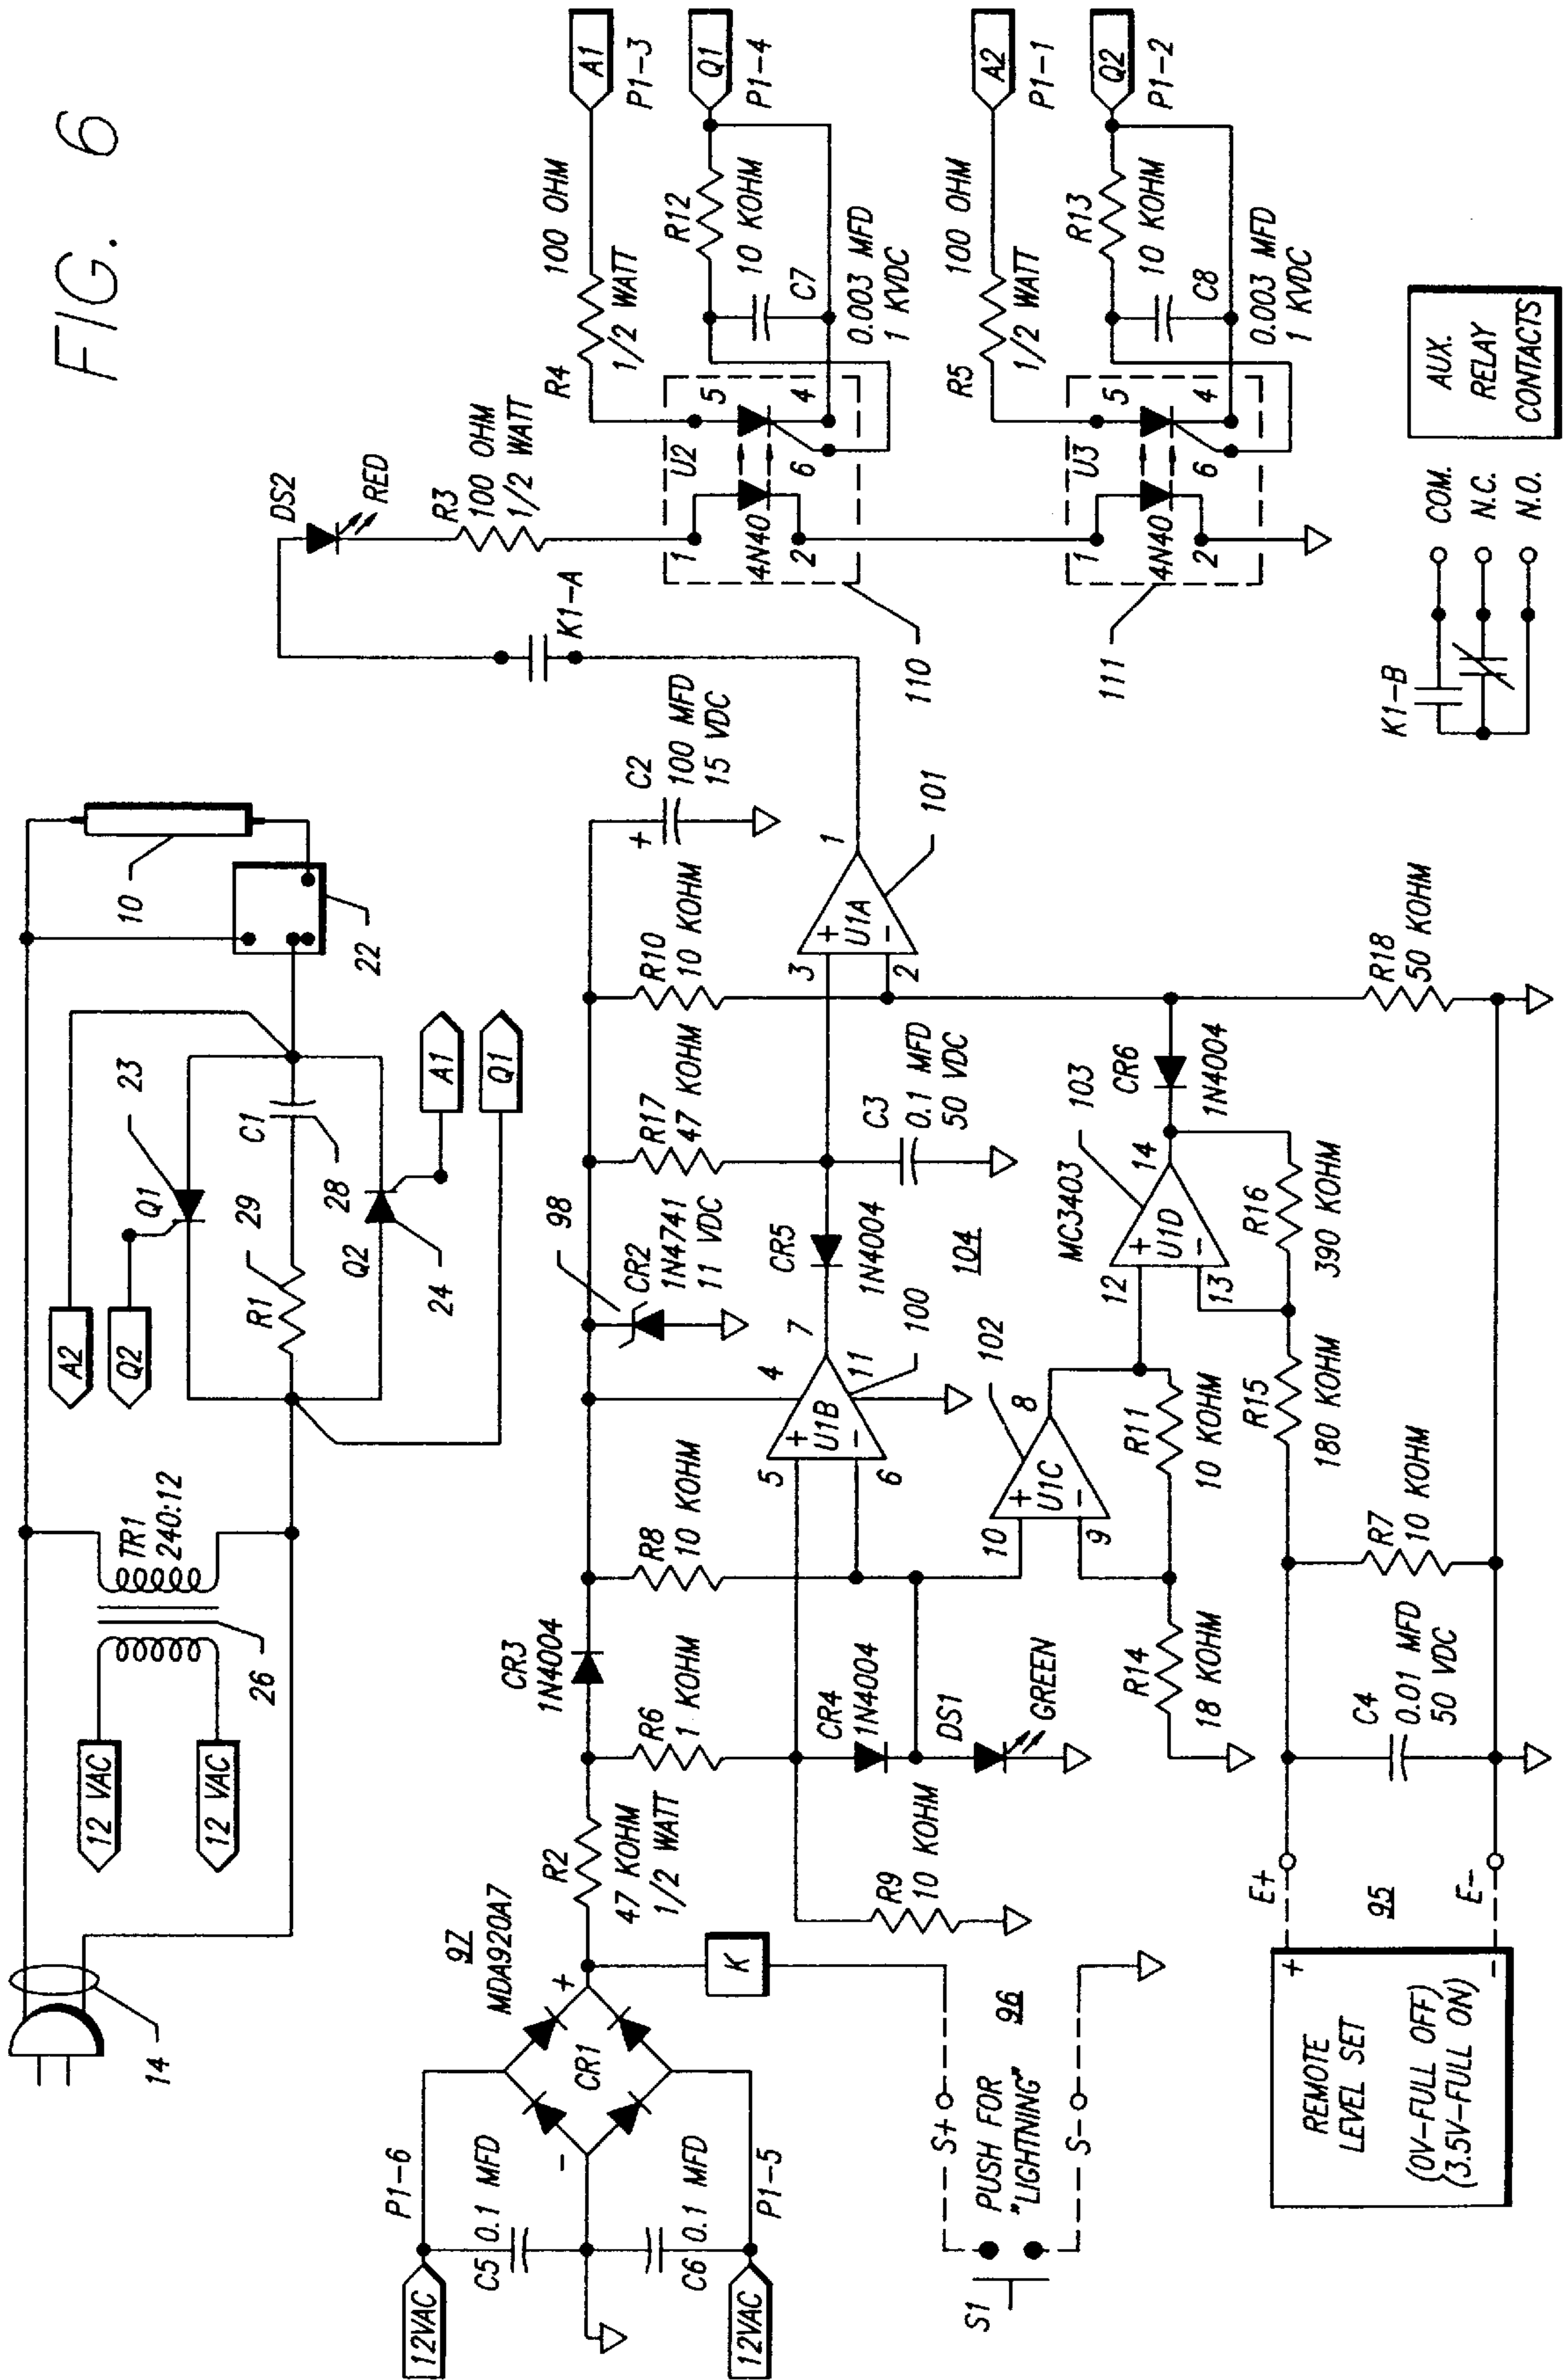 FIG. 6
14
12 VAC
12 VAC
26
TR1
240:12
A2
Q2
Q1
23
R1
29
C1
28
Q2
24
A1
Q1
22
10
12VAC
P1-6
C5 0.1 MFD
C6 0.1 MFD
P1-5
12VAC
CR1
+
-
97
MDA920A7
K
R2
47 KOHM
1/2 WATT
CR3
1N4004
R6
1 KOHM
R8
10 KOHM
R9
10 KOHM
CR4
1N4004
DS1
GREEN
98
CR2
1N4741
11 VDC
4
5
+
6
-
U1B
7
11
100
CR5
1N4004
104
R17
47 KOHM
C3
0.1 MFD
50 VDC
R10
10 KOHM
3
+
2
-
U1A
1
101
+
C2
100 MFD
15 VDC
K1-A
DS2
RED
R3
100 OHM
1/2 WATT
R4
100 OHM
1/2 WATT
A1
P1-3
Q1
P1-4
R12
10 KOHM
C7
0.003 MFD
1 KVDC
U2
4N40
1
2
5
4
6
110
R5
100 OHM
1/2 WATT
A2
P1-1
Q2
P1-2
R13
10 KOHM
C8
0.003 MFD
1 KVDC
U3
4N40
1
2
5
4
6
111
S1
S+
S-
PUSH FOR
"LIGHTNING"
96
10
+
9
-
U1C
8
102
R14
18 KOHM
R11
10 KOHM
MC3403
103
12
+
13
-
U1D
14
CR6
1N4004
R15
180 KOHM
R16
390 KOHM
R18
50 KOHM
REMOTE
LEVEL SET
(0V-FULL OFF)
(3.5V-FULL ON)
+
-
E+
95
E-
C4
0.01 MFD
50 VDC
R7
10 KOHM
K1-B
COM.
N.C.
N.O.
AUX.
RELAY
CONTACTS